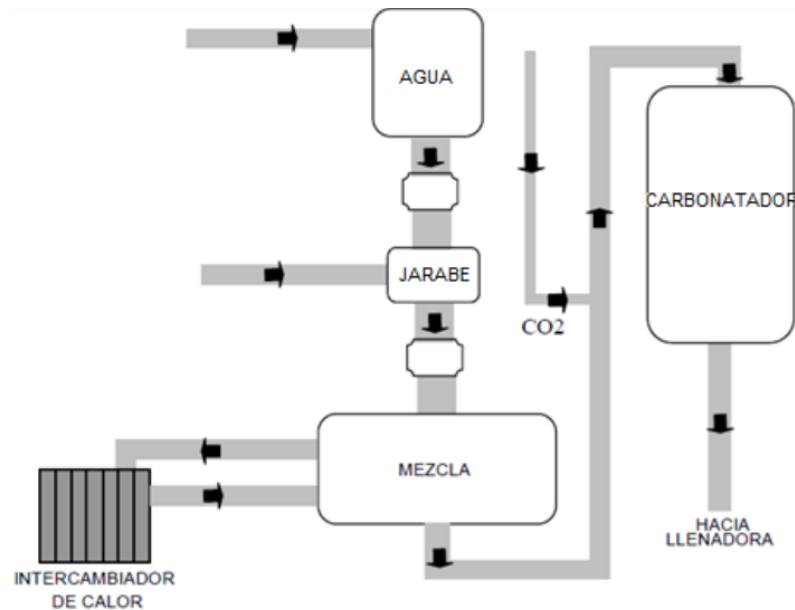 AGUA
JARABE
CO2
CARBONATADOR
MEZCLA
INTERCAMBIADOR
DE CALOR
HACIA
LLENADORA